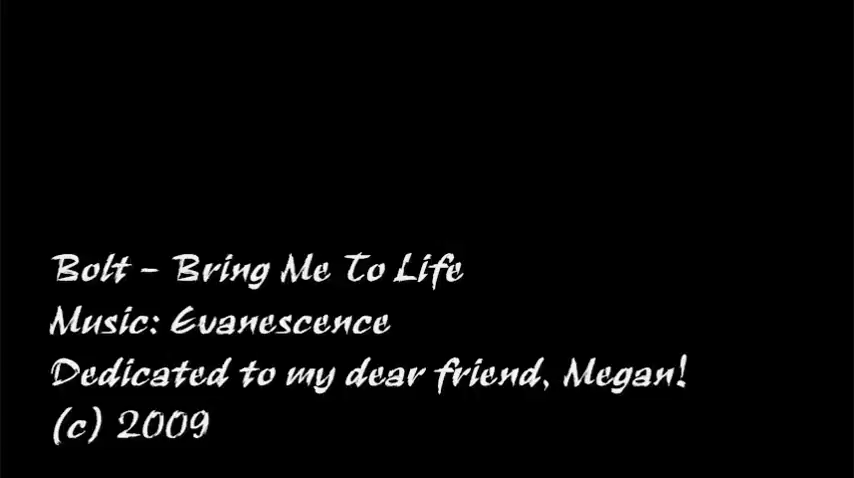 Bolt - Bring Me To Life
Music: Evanescence
Dedicated to my dear friend, Megan!
(c) 2009